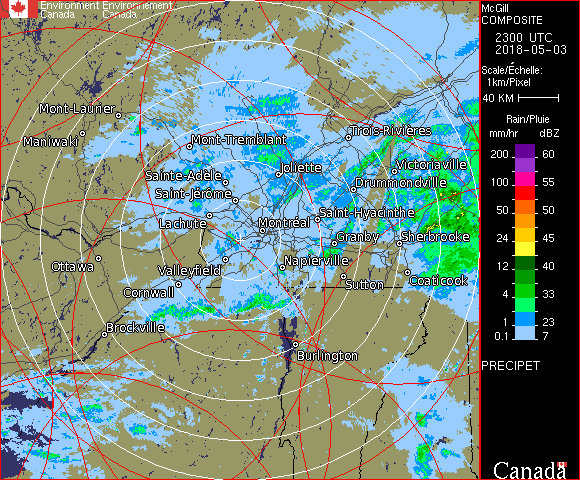 Environment Environnement
Canada Canada
McGill
COMPOSITE
2300 UTC
2018-05-03
Scale/Échelle:
1km/Pixel
40 KM
Rain/Pluie
mm/hr dBZ
200 60
100 55
50 50
24 45
12 40
4 33
2 23
0.1 7
PRECIPET
Canada
Mont-Laurier
Maniwaki
Mont-Tremblant
Trois-Rivières
Sainte-Adèle
Joliette
Victoriaville
Saint-Jérôme
Drummondville
Lachute
Montréal
Saint-Hyacinthe
Granby
Sherbrooke
Ottawa
Valleyfield
Napierville
Cornwall
Sutton
Coaticook
Brockville
Burlington